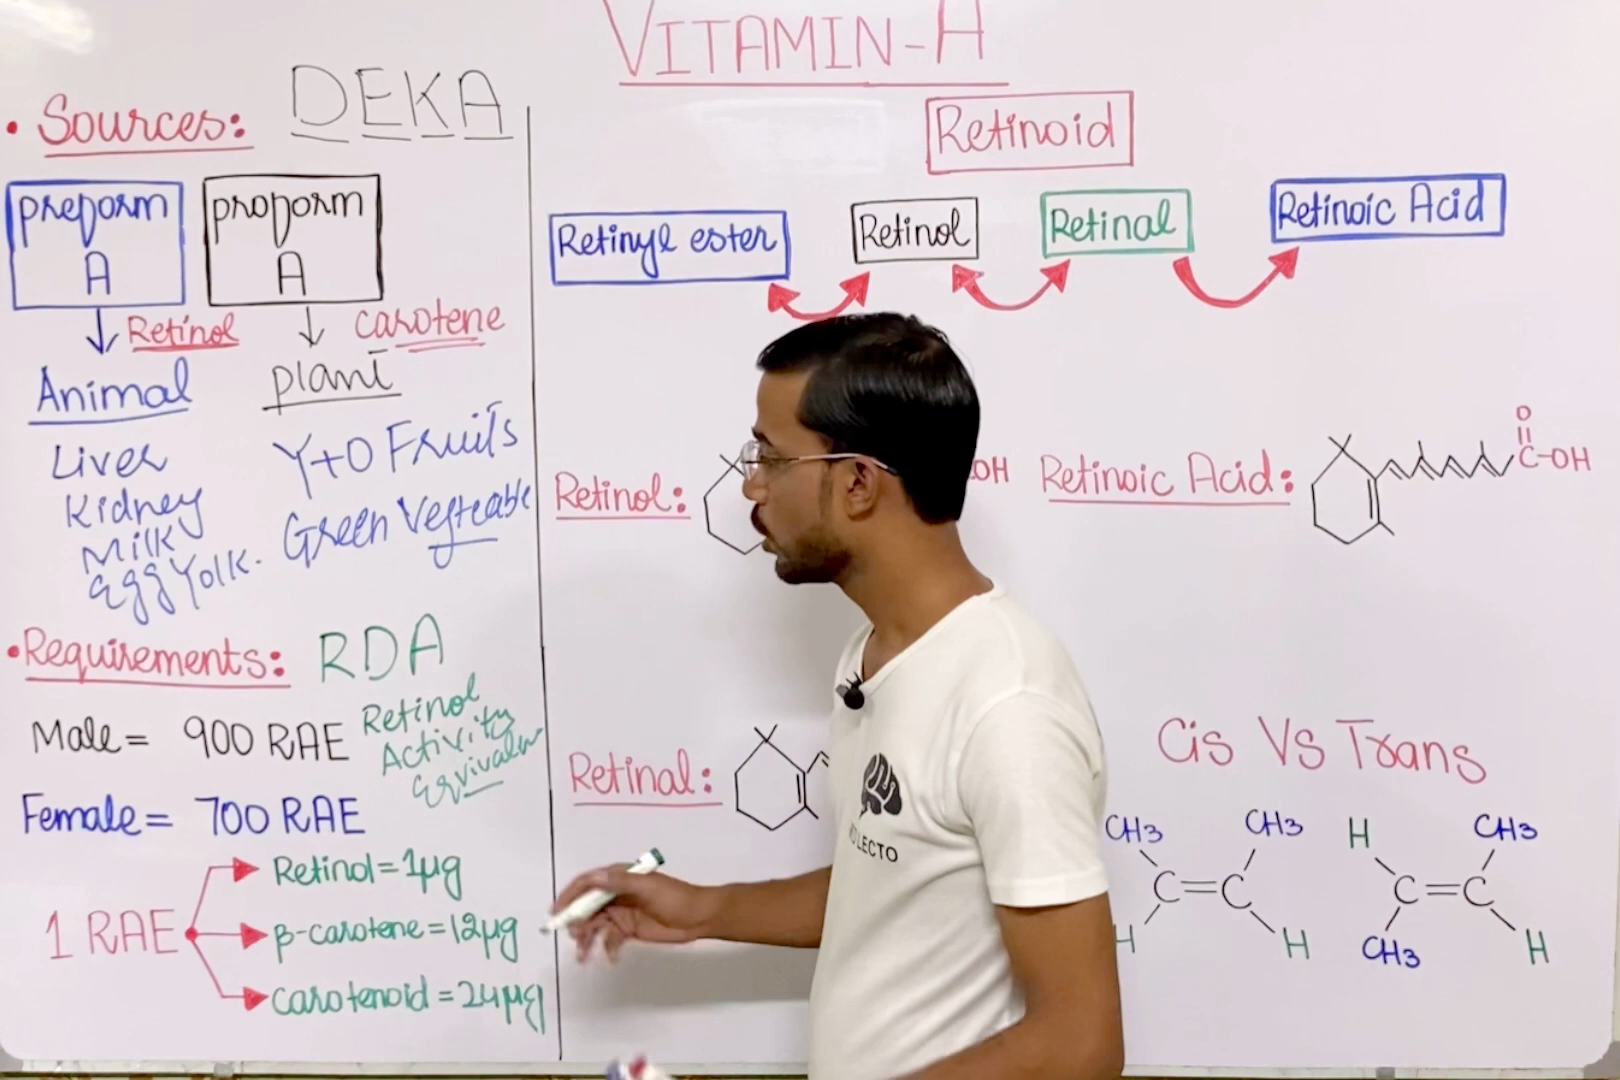 VITAMIN-A
• Sources:
DEKA
preform
A
proform
A
Retinol
carotene
Animal
plant
Liver
Kidney
Milk
Egg Yolk.
Y+O Fruits
Green Vegteable
• Requirements:
RDA
Male = 900 RAE
Retinol
Activity
Female = 700 RAE
1 RAE
Retinol = 1μg
β-carotene = 12μg
carotenoid = 24μg
Retinoid
Retinyl ester
Retinol
Retinal
Retinoic Acid
Retinol:
OH
Retinoic Acid:
O
C-OH
Retinal:
Cis Vs Trans
CH3
CH3
C=C
H
H
H
CH3
C=C
CH3
H
LECTO